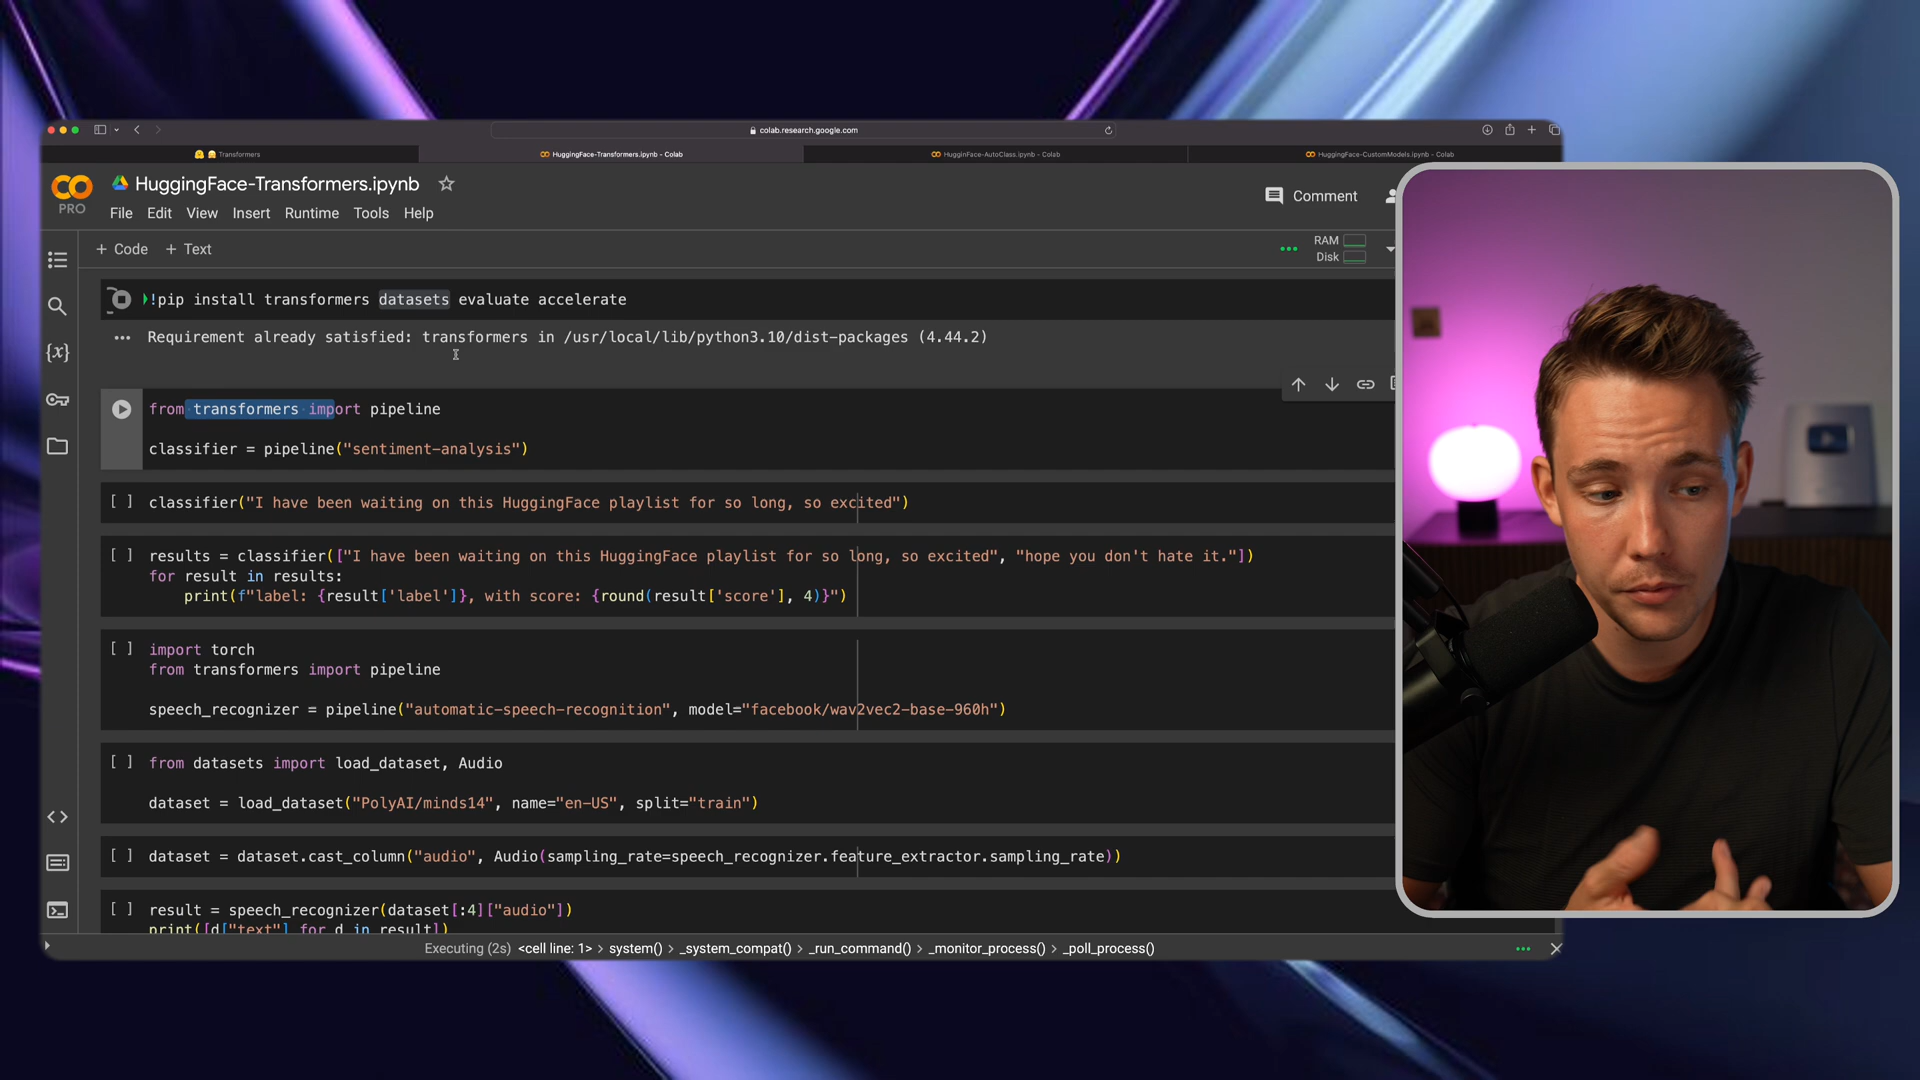 colab.research.google.com
Transformers
HuggingFace-Transformers.ipynb - Colab
HugginFace-AutoClass.ipynb - Colab
HuggingFace-CustomModels.ipynb - Colab
CO
PRO
HuggingFace-Transformers.ipynb
Comment
File Edit View Insert Runtime Tools Help
+ Code + Text
RAM
Disk
!pip install transformers datasets evaluate accelerate
Requirement already satisfied: transformers in /usr/local/lib/python3.10/dist-packages (4.44.2)
from transformers import pipeline
classifier = pipeline("sentiment-analysis")
[ ] classifier("I have been waiting on this HuggingFace playlist for so long, so excited")
[ ] results = classifier(["I have been waiting on this HuggingFace playlist for so long, so excited", "hope you don't hate it."])
for result in results:
print(f"label: {result['label']}, with score: {round(result['score'], 4)}")
[ ] import torch
from transformers import pipeline
speech_recognizer = pipeline("automatic-speech-recognition", model="facebook/wav2vec2-base-960h")
[ ] from datasets import load_dataset, Audio
dataset = load_dataset("PolyAI/minds14", name="en-US", split="train")
[ ] dataset = dataset.cast_column("audio", Audio(sampling_rate=speech_recognizer.feature_extractor.sampling_rate))
[ ] result = speech_recognizer(dataset[:4]["audio"])
print([d["text"] for d in result])
Executing (2s) <cell line: 1> > system() > _system_compat() > _run_command() > _monitor_process() > _poll_process()